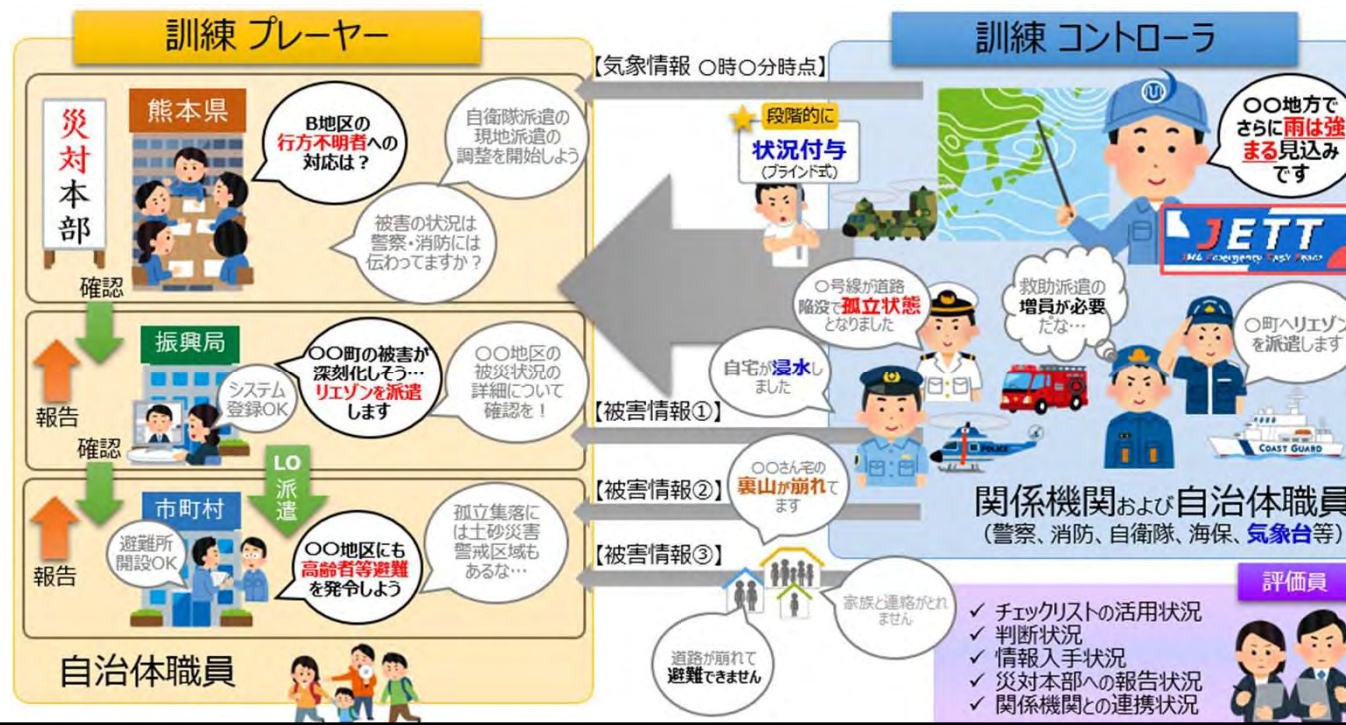 訓練 プレーヤー
災対本部
熊本県
B地区の
行方不明者への
対応は？
自衛隊派遣の
現地派遣の
調整を開始しよう
被害の状況は
警察・消防には
伝わってますか？
確認
報告
振興局
システム
登録OK
〇〇町の被害が
深刻化しそう…
リエゾンを派遣
します
〇〇地区の
被災状況の
詳細について
確認を！
確認
報告
LO
派遣
市町村
避難所
開設OK
〇〇地区にも
高齢者等避難
を発令しよう
孤立集落に
は土砂災害
警戒区域も
あるな…
自治体職員
【気象情報 〇時〇分時点】
段階的に
状況付与
(ブラインド式)
【被害情報①】
【被害情報②】
【被害情報③】
〇号線が道路
陥没で孤立状態
となりました
自宅が浸水し
ました
〇〇さん宅の
裏山が崩れて
ます
家族と連絡がとれ
ません
道路が崩れて
避難できません
訓練 コントローラ
〇〇地方で
さらに雨は強
まる見込み
です
JETT
JMA Emergency Task Team
救助派遣の
増員が必要
だな…
〇町へリエゾン
を派遣します
POLICE
COAST GUARD
関係機関および自治体職員
(警察、消防、自衛隊、海保、気象台等)
評価員
✓ チェックリストの活用状況
✓ 判断状況
✓ 情報入手状況
✓ 災対本部への報告状況
✓ 関係機関との連携状況